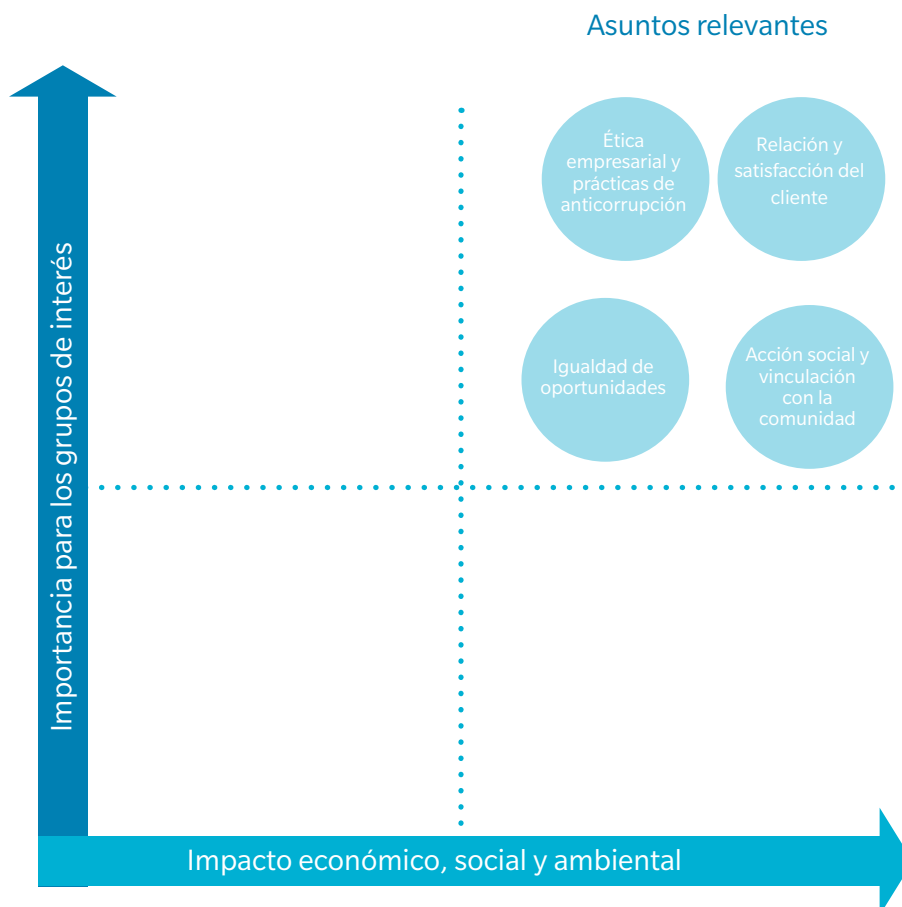 Asuntos relevantes
Ética
empresarial y
prácticas de
anticorrupción
Relación y
satisfacción del
cliente
Igualdad de
oportunidades
Acción social y
vinculación
con la
comunidad
Importancia para los grupos de interés
Impacto económico, social y ambiental